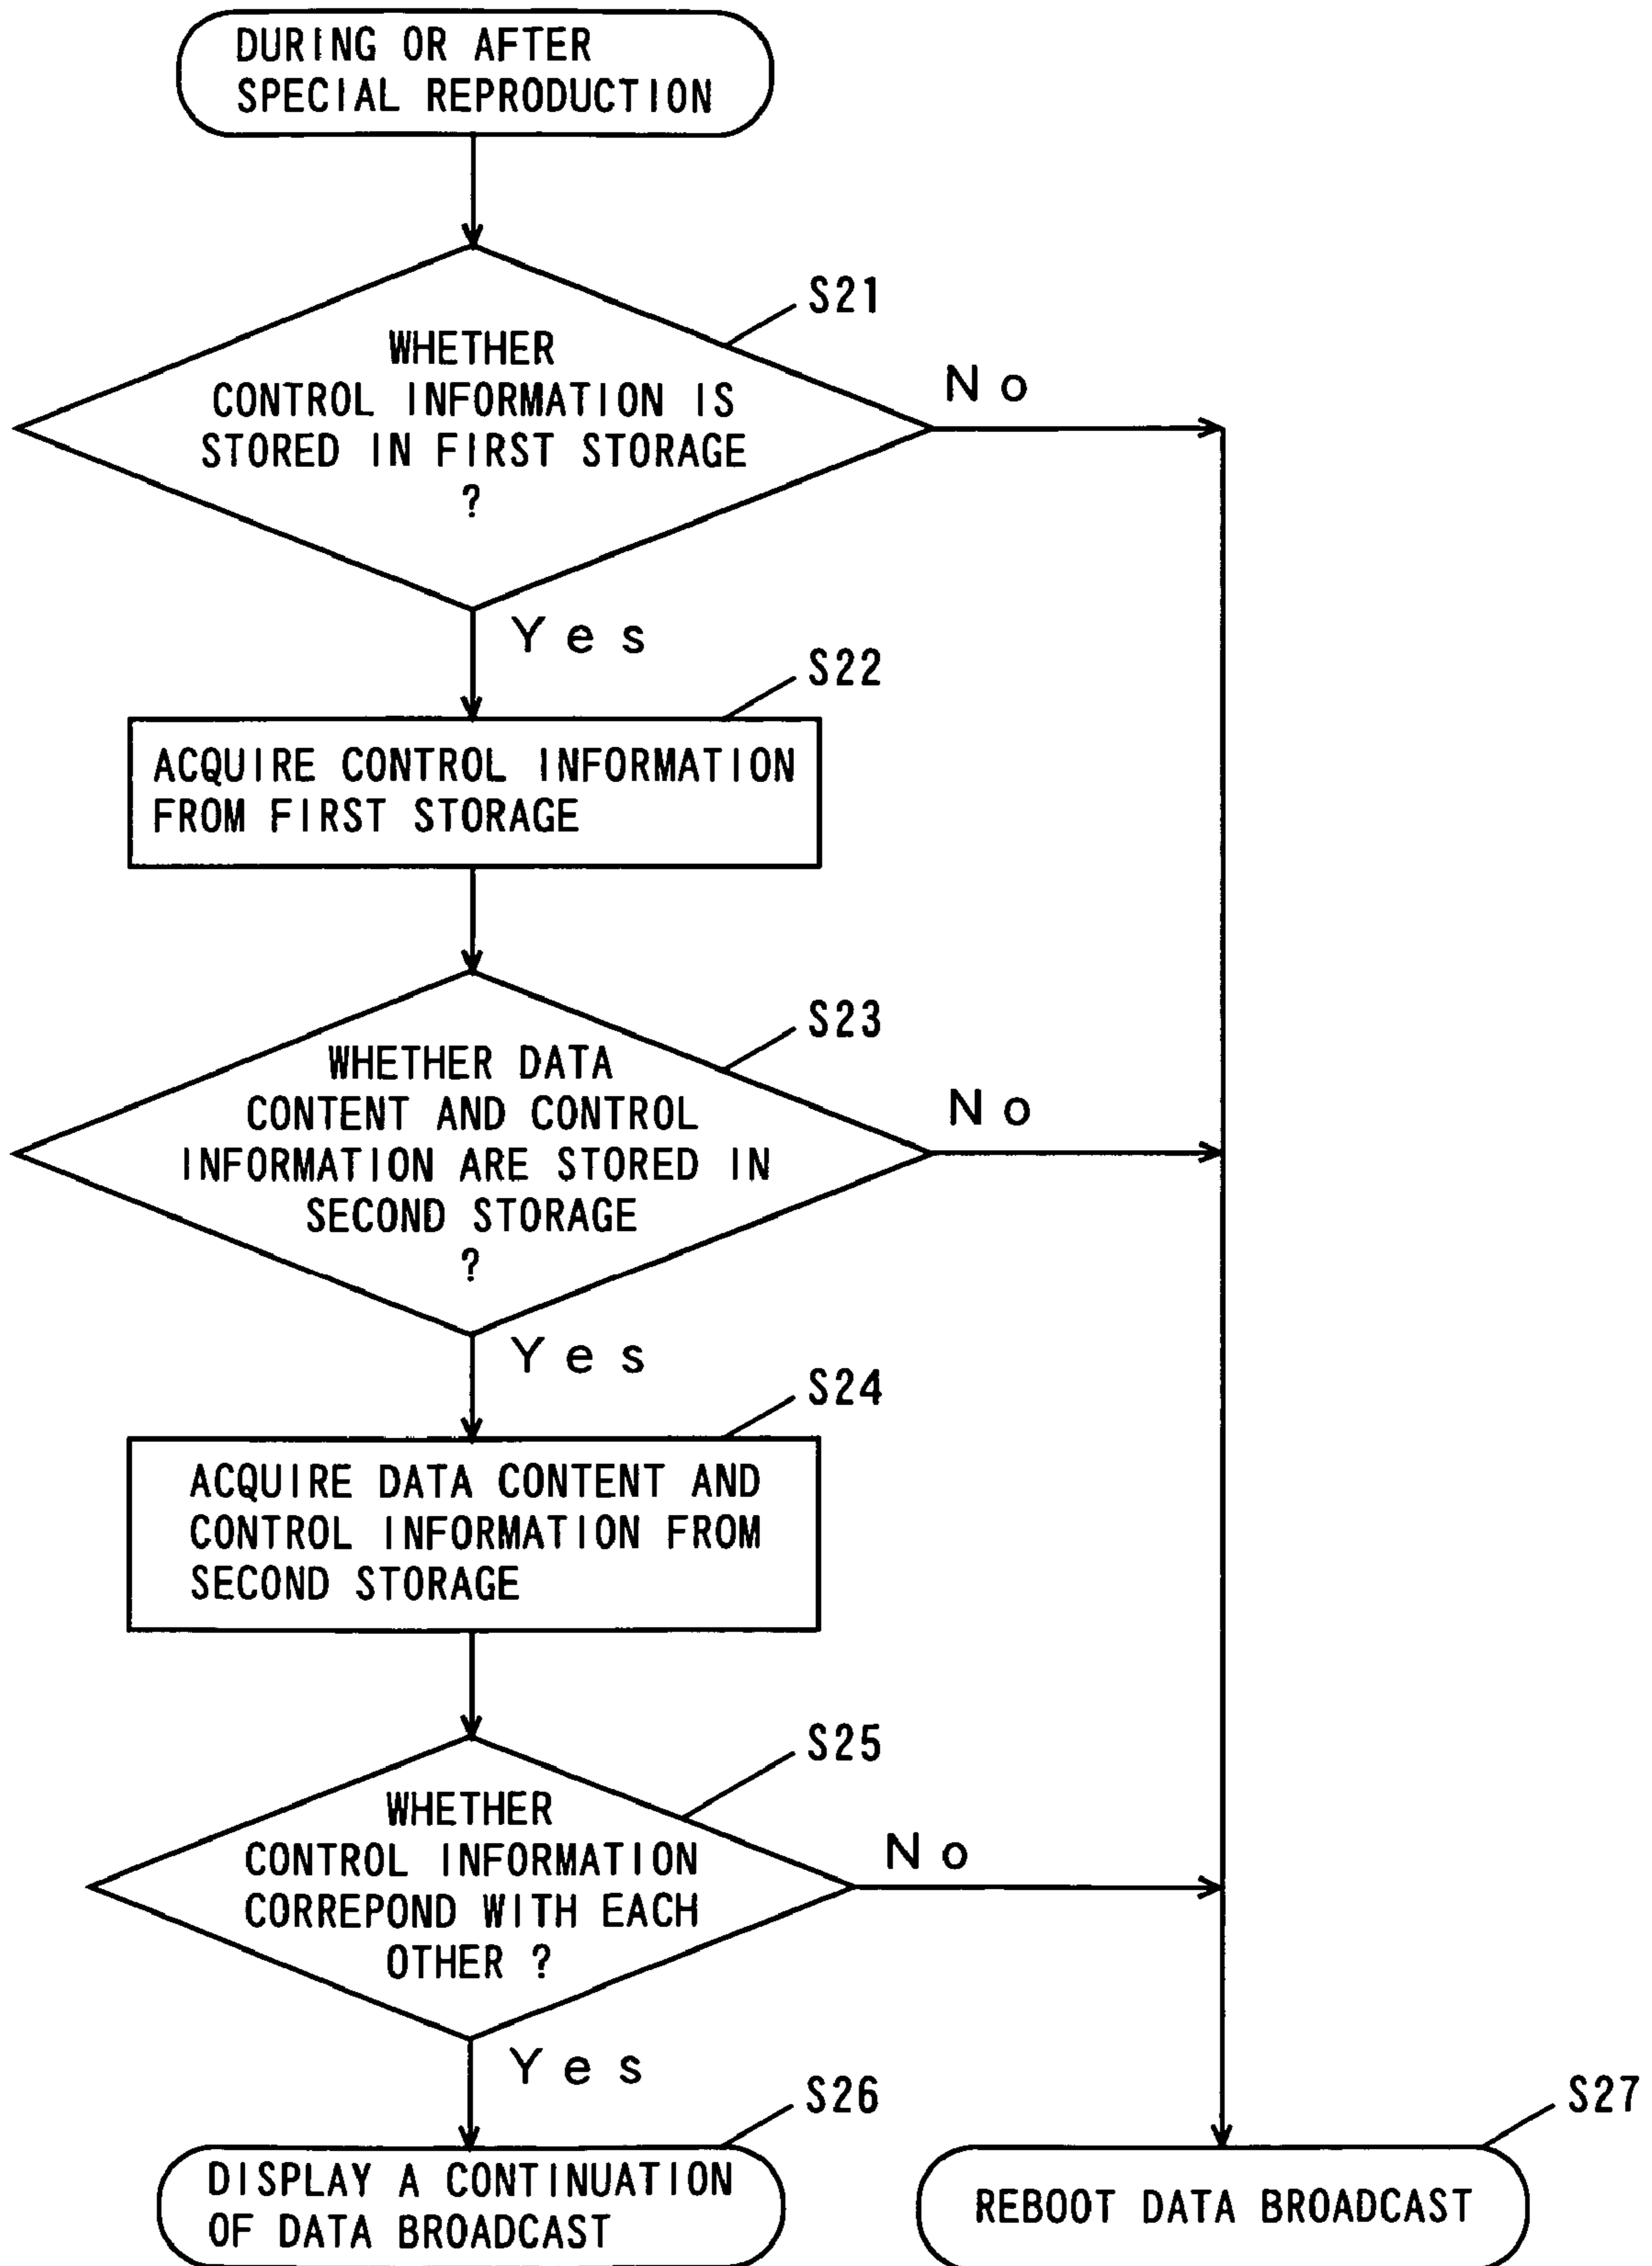 DURING OR AFTER
SPECIAL REPRODUCTION
S21
WHETHER
CONTROL INFORMATION IS
STORED IN FIRST STORAGE
?
No
Yes
S22
ACQUIRE CONTROL INFORMATION
FROM FIRST STORAGE
S23
WHETHER DATA
CONTENT AND CONTROL
INFORMATION ARE STORED IN
SECOND STORAGE
?
No
Yes
S24
ACQUIRE DATA CONTENT AND
CONTROL INFORMATION FROM
SECOND STORAGE
S25
WHETHER
CONTROL INFORMATION
CORREPOND WITH EACH
OTHER ?
No
Yes
S26
DISPLAY A CONTINUATION
OF DATA BROADCAST
S27
REBOOT DATA BROADCAST